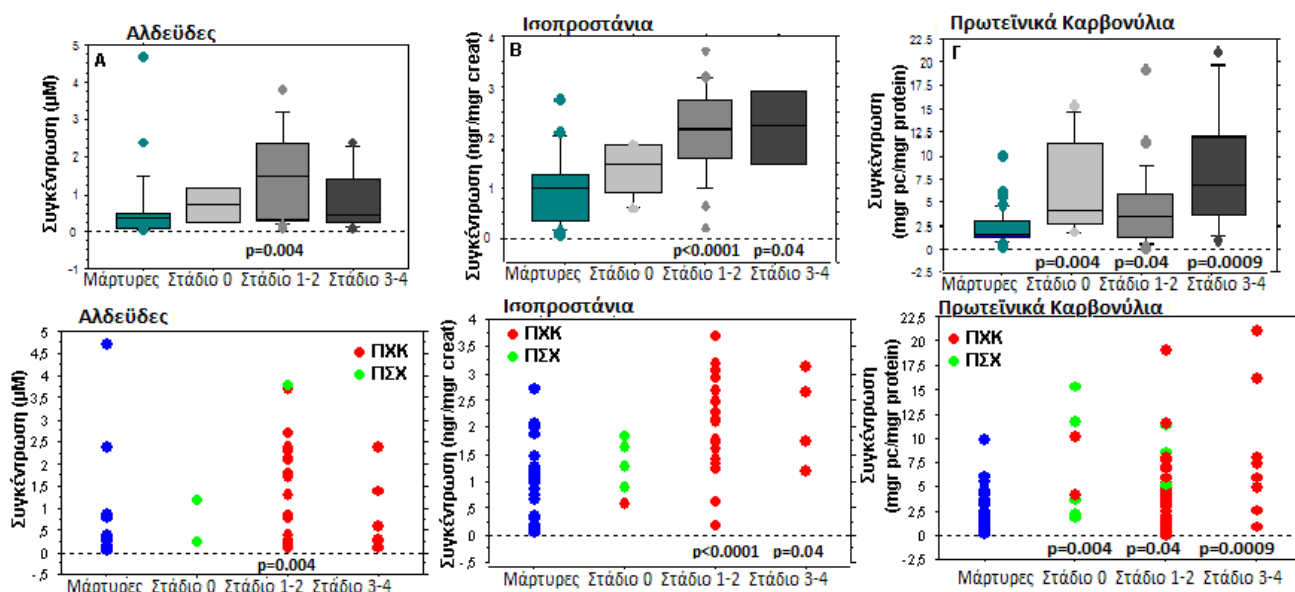 Αλδεΰδες
Α
Συγκέντρωση (μΜ)
5
4
3
2
1
0
-1
p=0.004
Μάρτυρες Στάδιο 0 Στάδιο 1-2 Στάδιο 3-4
Ισοπροστάνια
Β
Συγκέντρωση (ngr/mgr creat)
4
3
2
1
0
p<0.0001 p=0.04
Μάρτυρες Στάδιο 0 Στάδιο 1-2 Στάδιο 3-4
Πρωτεϊνικά Καρβονύλια
Γ
Συγκέντρωση
(mgr pc/mgr protein)
22.5
20
17.5
15
12.5
10
7.5
5
2.5
0
-2.5
p=0.004 p=0.04 p=0.0009
Μάρτυρες Στάδιο 0 Στάδιο 1-2 Στάδιο 3-4
Αλδεΰδες
Συγκέντρωση (μΜ)
5
4,5
4
3,5
3
2,5
2
1,5
1
,5
0
-,5
ΠΧΚ
ΠΣΧ
p=0.004
Μάρτυρες Στάδιο 0 Στάδιο 1-2 Στάδιο 3-4
Ισοπροστάνια
Συγκέντρωση (ngr/mgr creat)
4
3,5
3
2,5
2
1,5
1
,5
0
-,5
ΠΧΚ
ΠΣΧ
p<0.0001 p=0.04
Μάρτυρες Στάδιο 0 Στάδιο 1-2 Στάδιο 3-4
Πρωτεϊνικά Καρβονύλια
Συγκέντρωση
(mgr pc/mgr protein)
22.5
20
17.5
15
12.5
10
7.5
5
2.5
0
-2.5
ΠΧΚ
ΠΣΧ
p=0.004 p=0.04 p=0.0009
Μάρτυρες Στάδιο 0 Στάδιο 1-2 Στάδιο 3-4